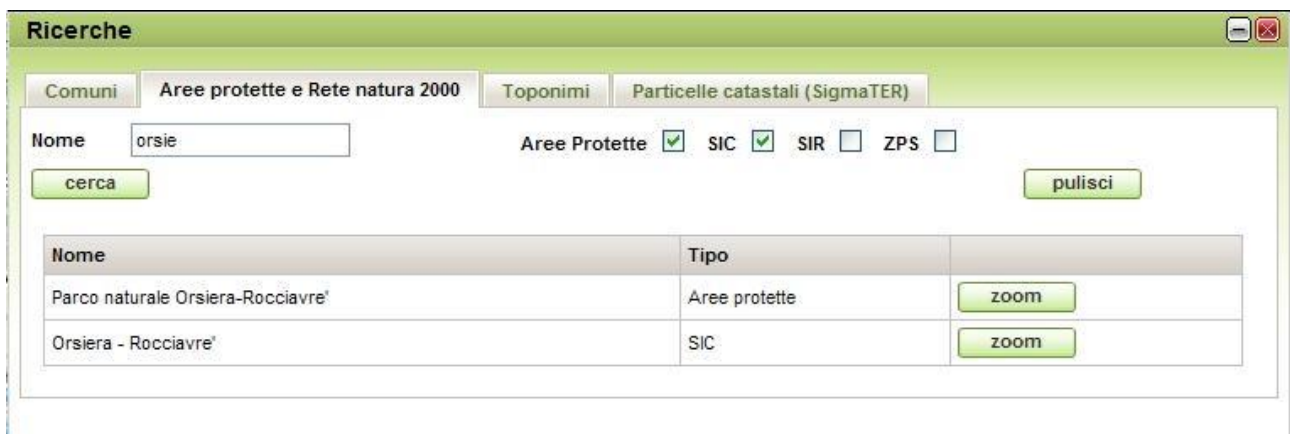 Ricerche
Comuni Aree protette e Rete natura 2000 Toponimi Particelle catastali (SigmaTER)
Nome orsie Aree Protette SIC SIR ZPS
cerca pulisci
Nome Tipo
Parco naturale Orsiera-Rocciavre' Aree protette zoom
Orsiera - Rocciavre' SIC zoom